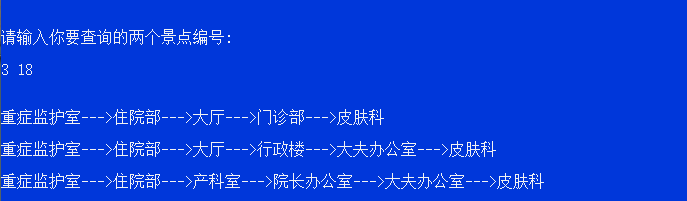 请输入你要查询的两个景点编号:
3 18
重症监护室--->住院部--->大厅--->门诊部--->皮肤科
重症监护室--->住院部--->大厅--->行政楼--->大夫办公室--->皮肤科
重症监护室--->住院部--->产科室--->院长办公室--->大夫办公室--->皮肤科